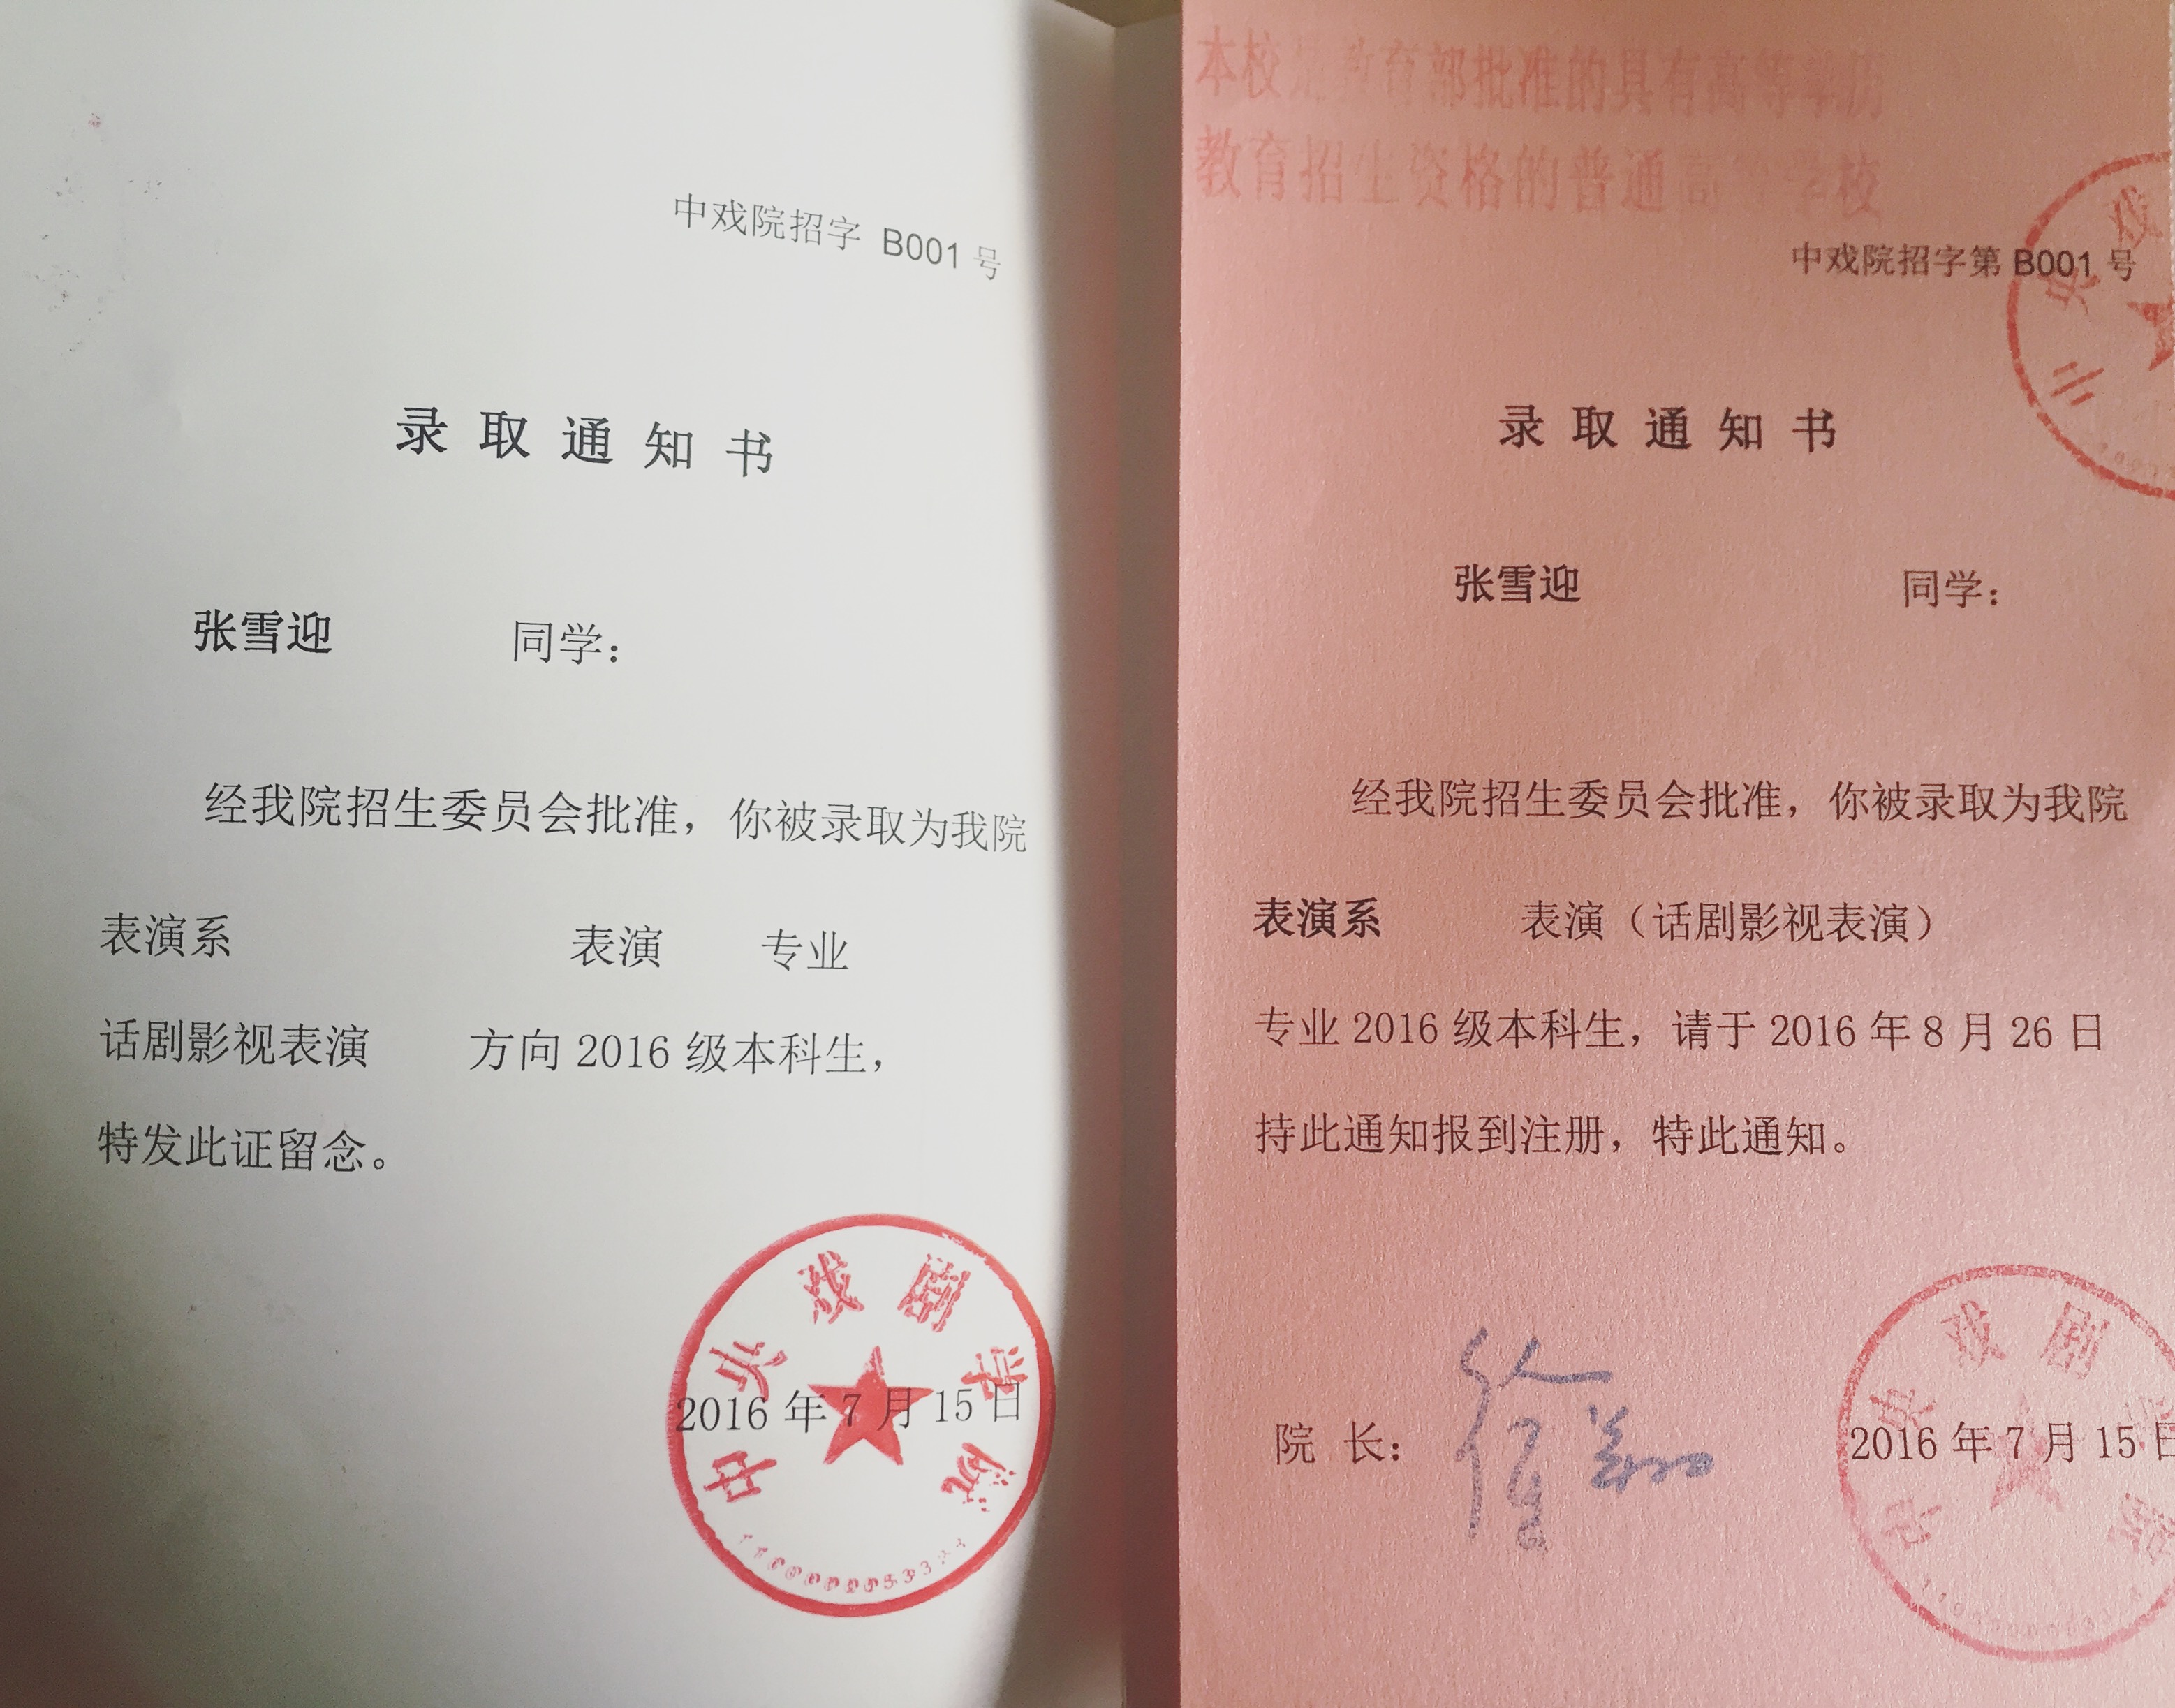 中戏院招字 B001 号
录取通知书
张雪迎 同学：
经我院招生委员会批准，你被录取为我院
表演系 表演 专业
话剧影视表演 方向 2016 级本科生，
特发此证留念。
中央戏剧学院
2016 年 7 月 15 日
本校是教育部批准的具有高等学历
教育招生资格的普通高等学校
中戏院招字第 B001 号
录取通知书
张雪迎 同学：
经我院招生委员会批准，你被录取为我院
表演系 表演（话剧影视表演）
专业 2016 级本科生，请于 2016 年 8 月 26 日
持此通知报到注册，特此通知。
院 长：
中央戏剧学院
2016 年 7 月 15 日